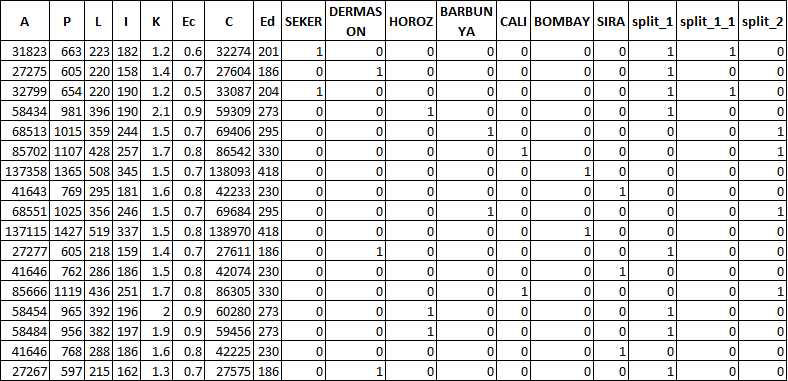 A P L I K Ec C Ed SEKER DERMASON HOROZ BARBUNYA CALI BOMBAY SIRA split_1 split_1_1 split_2
31823 663 223 182 1.2 0.6 32274 201 1 0 0 0 0 0 0 1 1 0
27275 605 220 158 1.4 0.7 27604 186 0 1 0 0 0 0 0 1 0 0
32799 654 220 190 1.2 0.5 33087 204 1 0 0 0 0 0 0 1 1 0
58434 981 396 190 2.1 0.9 59309 273 0 0 1 0 0 0 0 1 0 0
68513 1015 359 244 1.5 0.7 69406 295 0 0 0 1 0 0 0 0 0 1
85702 1107 428 257 1.7 0.8 86542 330 0 0 0 0 1 0 0 0 0 1
137358 1365 508 345 1.5 0.7 138093 418 0 0 0 0 0 1 0 0 0 0
41643 769 295 181 1.6 0.8 42233 230 0 0 0 0 0 0 1 0 0 0
68551 1025 356 246 1.5 0.7 69684 295 0 0 0 1 0 0 0 0 0 1
137115 1427 519 337 1.5 0.8 138970 418 0 0 0 0 0 1 0 0 0 0
27277 605 218 159 1.4 0.7 27611 186 0 1 0 0 0 0 0 1 0 0
41646 762 286 186 1.5 0.8 42074 230 0 0 0 0 0 0 1 0 0 0
85666 1119 436 251 1.7 0.8 86305 330 0 0 0 0 1 0 0 0 0 1
58454 965 392 196 2 0.9 60280 273 0 0 1 0 0 0 0 1 0 0
58484 956 382 197 1.9 0.9 59456 273 0 0 1 0 0 0 0 1 0 0
41646 768 288 186 1.6 0.8 42225 230 0 0 0 0 0 0 1 0 0 0
27267 597 215 162 1.3 0.7 27575 186 0 1 0 0 0 0 0 1 0 0